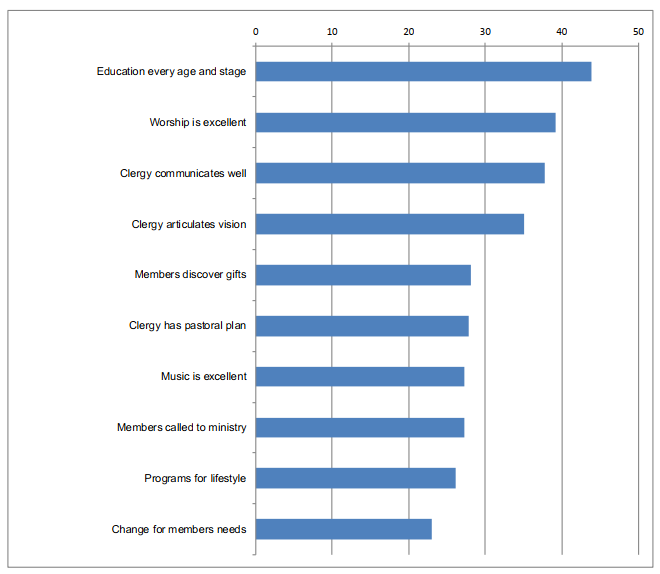 0 10 20 30 40 50
Education every age and stage
Worship is excellent
Clergy communicates well
Clergy articulates vision
Members discover gifts
Clergy has pastoral plan
Music is excellent
Members called to ministry
Programs for lifestyle
Change for members needs